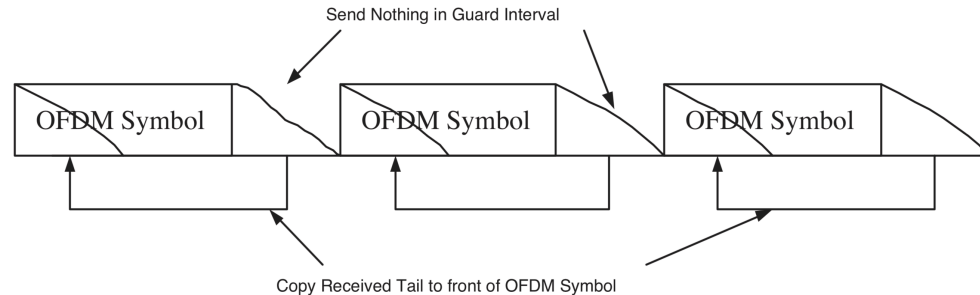 Send Nothing in Guard Interval
OFDM Symbol
OFDM Symbol
OFDM Symbol
Copy Received Tail to front of OFDM Symbol